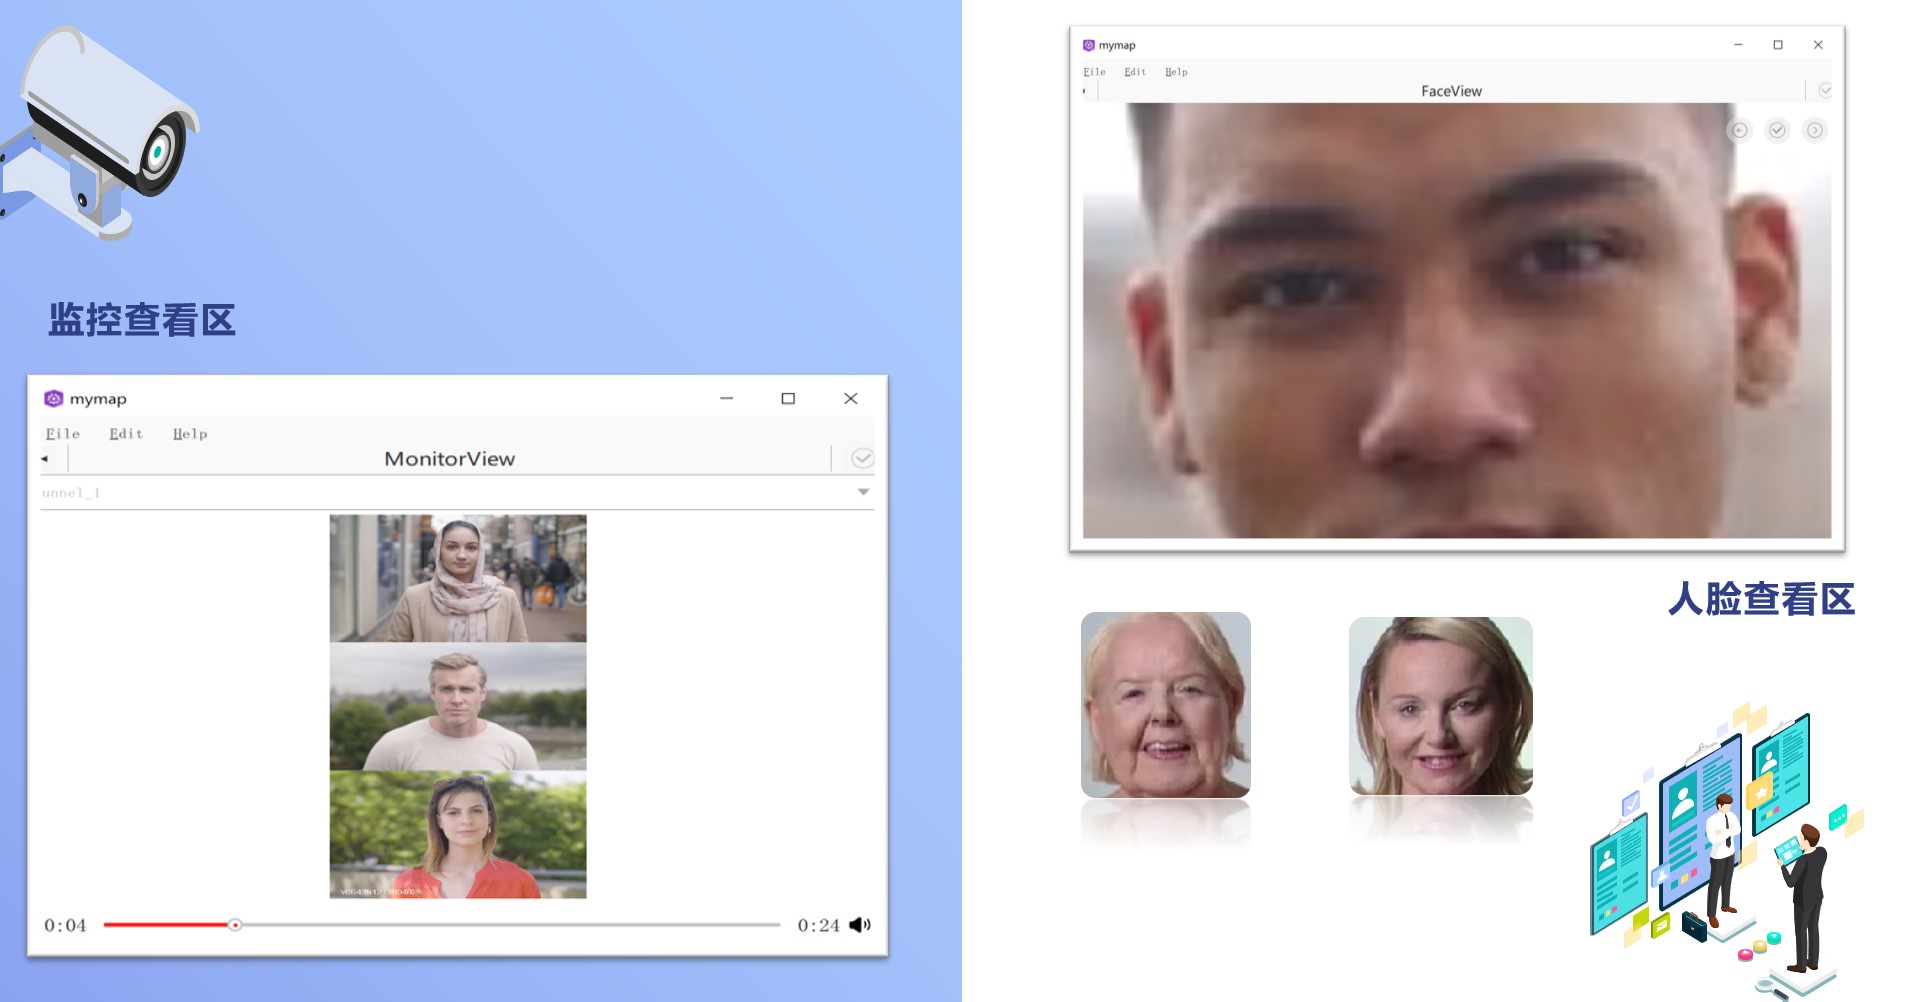 监控查看区
mymap
File Edit Help
MonitorView
unnel_1
0:04
0:24
mymap
File Edit Help
FaceView
人脸查看区